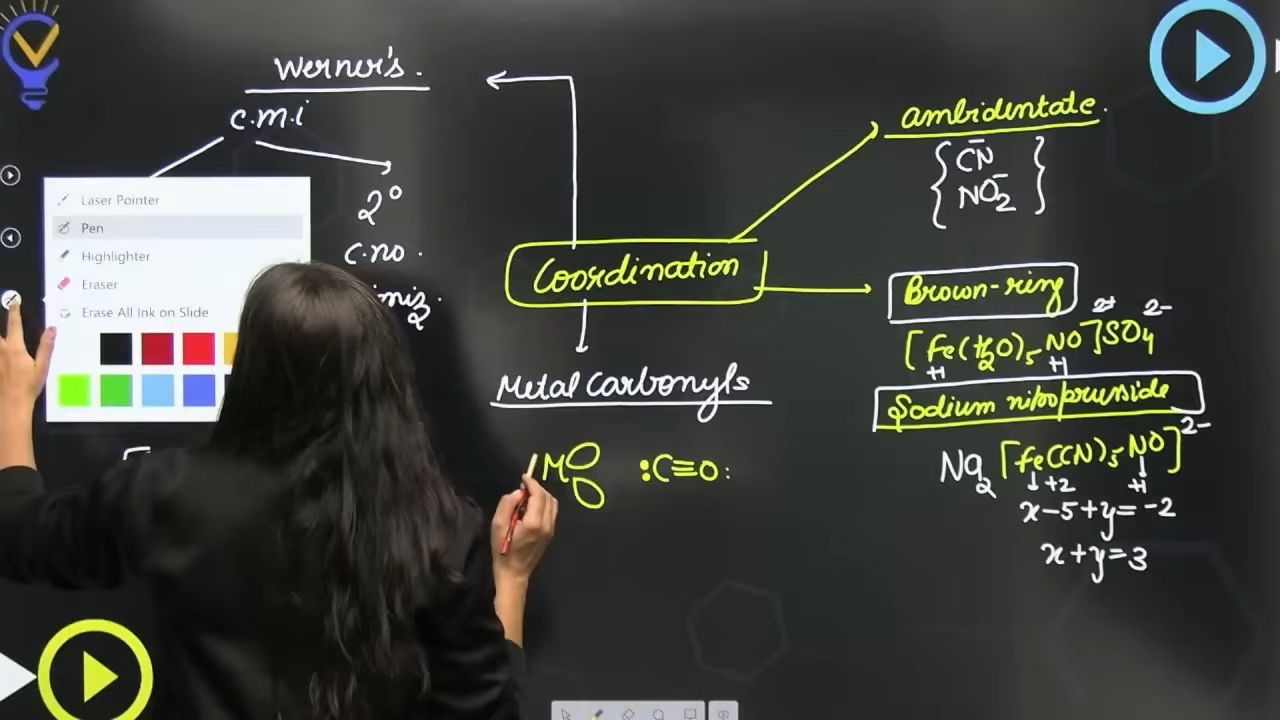 Werner's.
c.m.i
2°
c.no.
Laser Pointer
Pen
Highlighter
Eraser
Erase All Ink on Slide
Coordination
Metal Carbonyls
M :C≡O:
ambidentate.
{ CN⁻ }
{ NO₂⁻ }
Brown-ring
[Fe(H₂O)₅NO]²⁺SO₄²⁻
+1 +1
Sodium nitroprusside
Na₂[Fe(CN)₅NO]²⁻
↓+2 ↓+1
x-5+y=-2
x+y=3